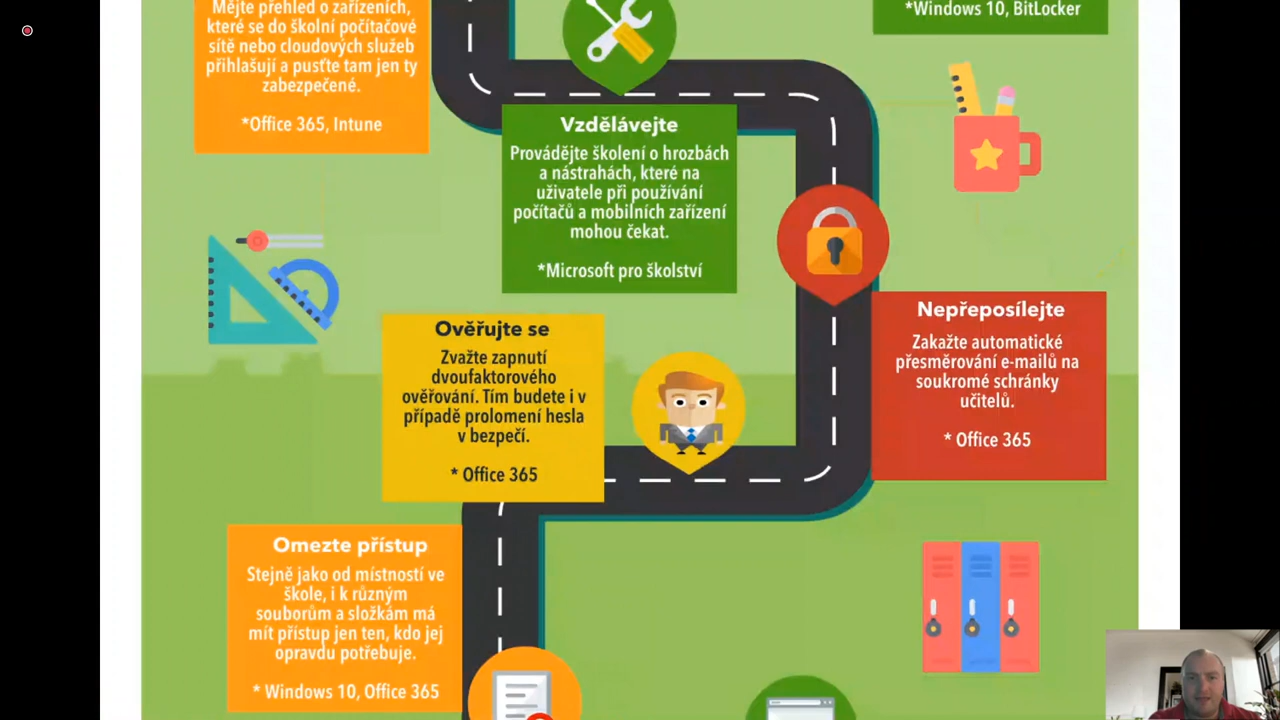 Mějte přehled o zařízeních,
které se do školní počítačové
sítě nebo cloudových služeb
přihlašují a pusťte tam jen ty
zabezpečené.
*Office 365, Intune
*Windows 10, BitLocker
Vzdělávejte
Provádějte školení o hrozbách
a nástrahách, které na
uživatele při používání
počítačů a mobilních zařízení
mohou čekat.
*Microsoft pro školství
Nepřeposílejte
Zakažte automatické
přesměrování e-mailů na
soukromé schránky
učitelů.
* Office 365
Ověřujte se
Zvažte zapnutí
dvoufaktorového
ověřování. Tím budete i v
případě prolomení hesla
v bezpečí.
* Office 365
Omezte přístup
Stejně jako od místností ve
škole, i k různým
souborům a složkám má
mít přístup jen ten, kdo jej
opravdu potřebuje.
* Windows 10, Office 365